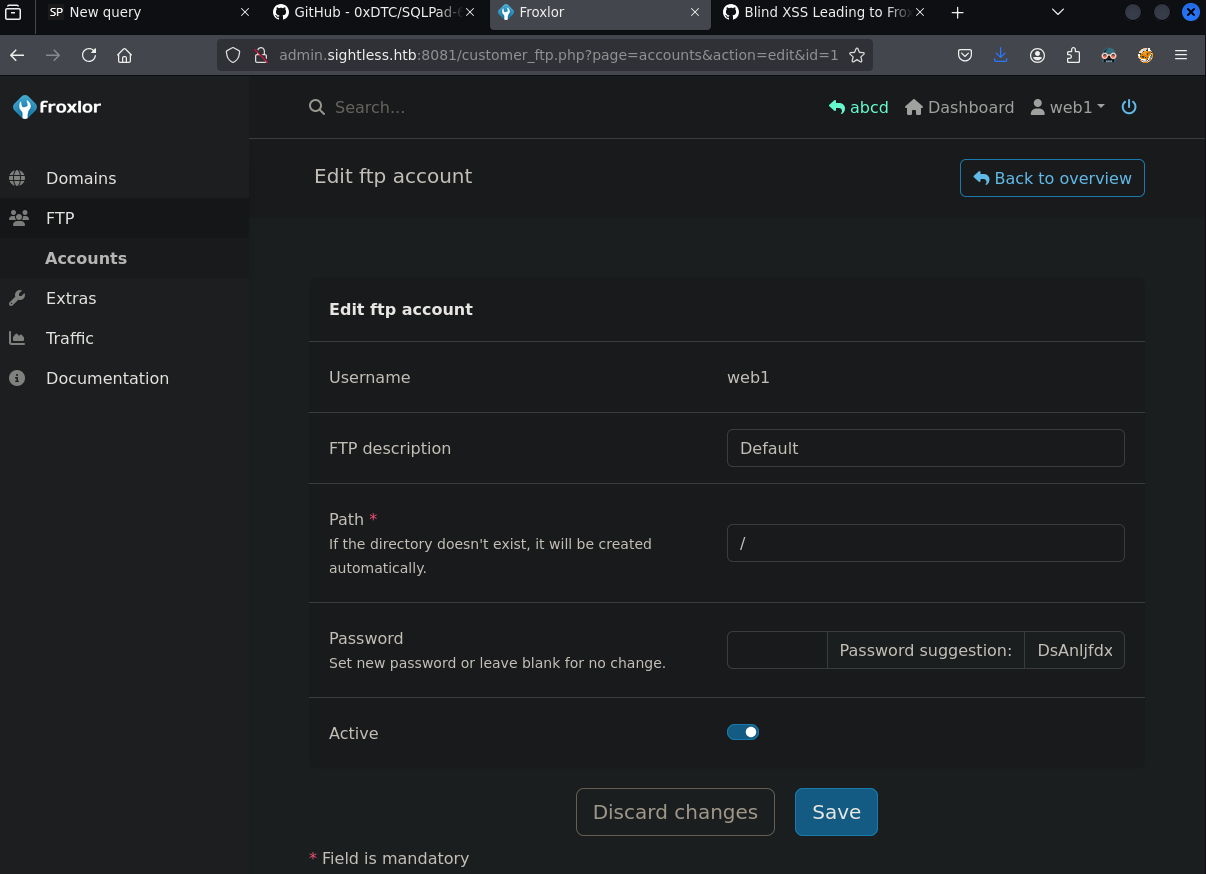 SP New query
GitHub - 0xDTC/SQLPad-
Froxlor
Blind XSS Leading to Frox
admin.sightless.htb:8081/customer_ftp.php?page=accounts&action=edit&id=1
froxlor
Search...
abcd
Dashboard
web1
Domains
FTP
Accounts
Extras
Traffic
Documentation
Edit ftp account
Back to overview
Edit ftp account
Username
web1
FTP description
Default
Path *
If the directory doesn't exist, it will be created
automatically.
/
Password
Set new password or leave blank for no change.
Password suggestion:
DsAnljfdx
Active
Discard changes
Save
* Field is mandatory